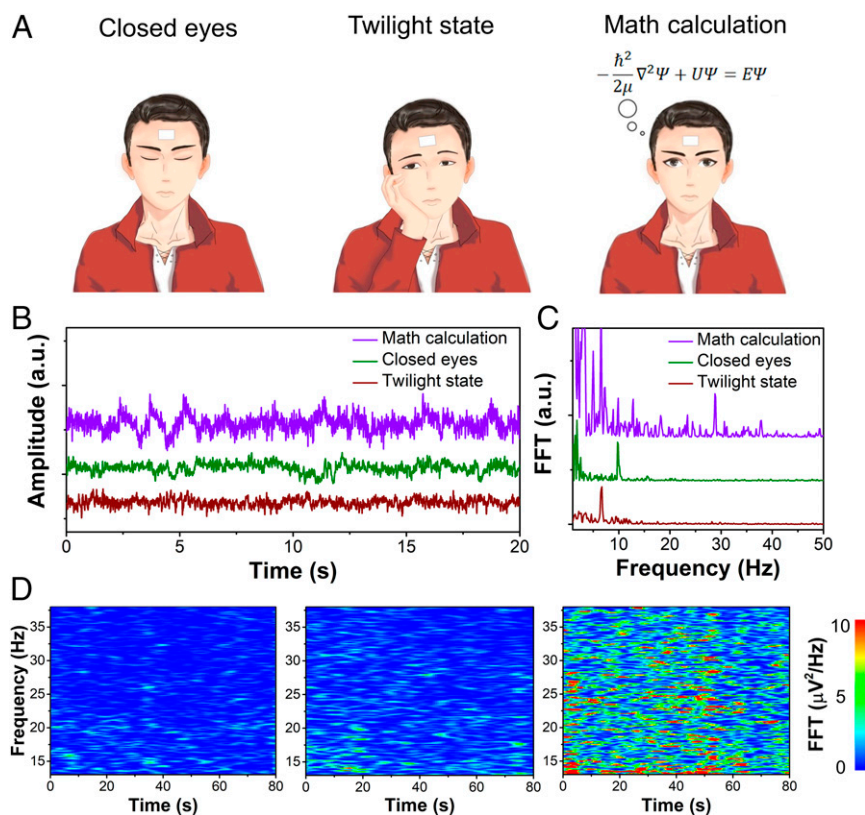 A
Closed eyes
Twilight state
Math calculation
−ħ²/2μ ∇²Ψ + UΨ = EΨ
B
Amplitude (a.u.)
Math calculation
Closed eyes
Twilight state
0 5 10 15 20
Time (s)
C
FFT (a.u.)
Math calculation
Closed eyes
Twilight state
10 20 30 40 50
Frequency (Hz)
D
Frequency (Hz)
35
30
25
20
15
0 20 40 60 80
Time (s)
35
30
25
20
15
0 20 40 60 80
Time (s)
35
30
25
20
15
0 20 40 60 80
Time (s)
10
5
0
FFT (μV²/Hz)